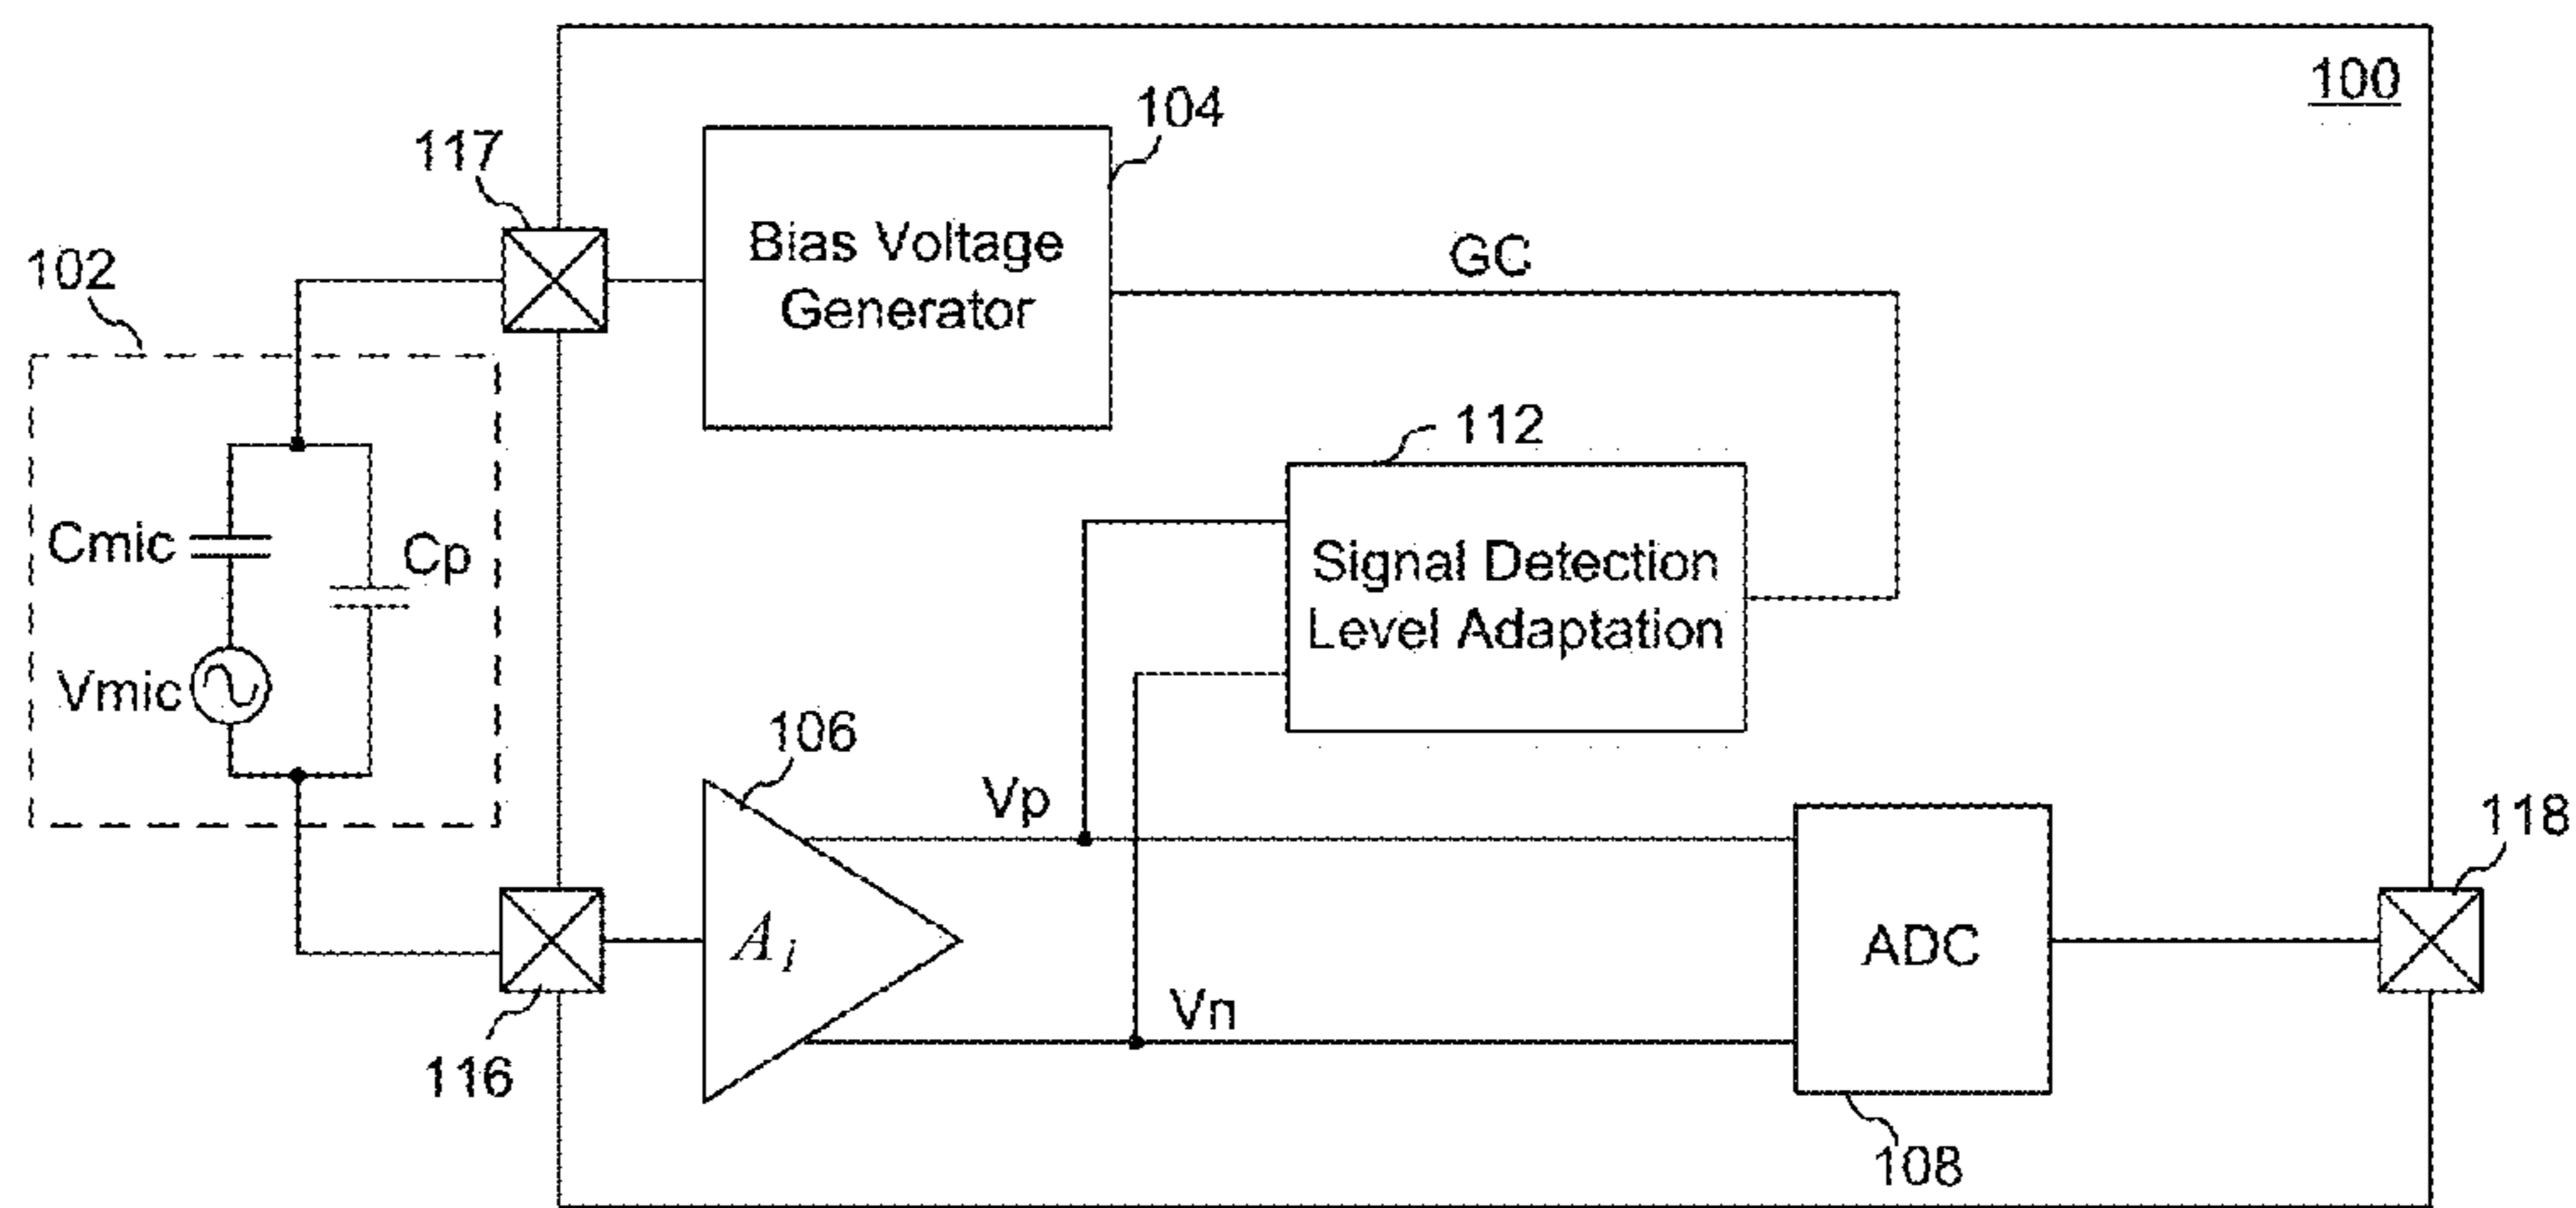 100
104
117
Bias Voltage
Generator
GC
102
112
Cmic
Cp
Signal Detection
Level Adaptation
Vmic
106
Vp
118
A_i
ADC
Vn
116
108